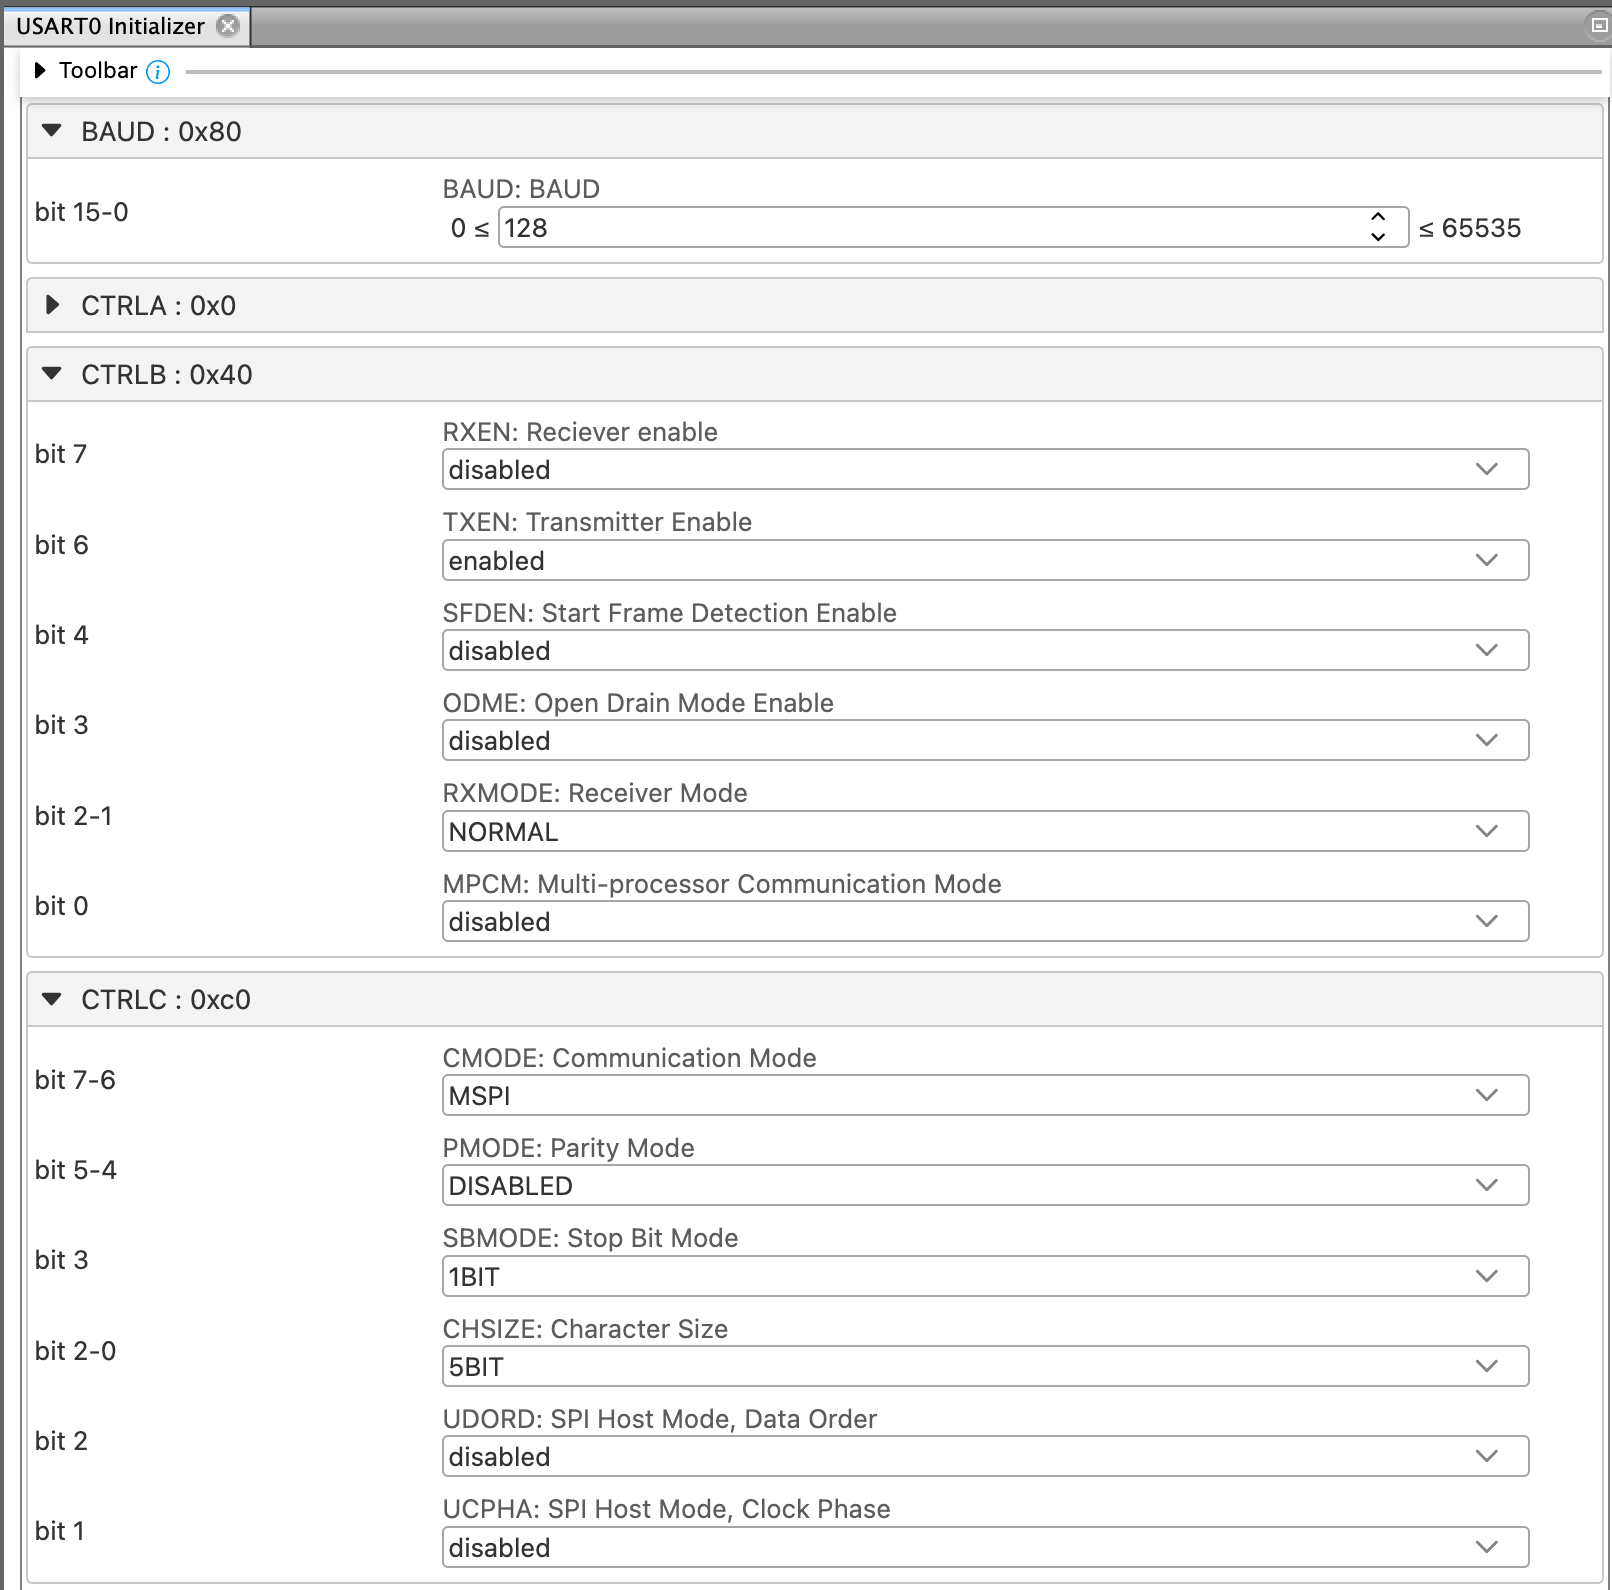 USART0 Initializer
Toolbar
BAUD : 0x80
BAUD: BAUD
bit 15-0
0 ≤ 128 ≤ 65535
CTRLA : 0x0
CTRLB : 0x40
RXEN: Reciever enable
bit 7
disabled
TXEN: Transmitter Enable
bit 6
enabled
SFDEN: Start Frame Detection Enable
bit 4
disabled
ODME: Open Drain Mode Enable
bit 3
disabled
RXMODE: Receiver Mode
bit 2-1
NORMAL
MPCM: Multi-processor Communication Mode
bit 0
disabled
CTRLC : 0xc0
CMODE: Communication Mode
bit 7-6
MSPI
PMODE: Parity Mode
bit 5-4
DISABLED
SBMODE: Stop Bit Mode
bit 3
1BIT
CHSIZE: Character Size
bit 2-0
5BIT
UDORD: SPI Host Mode, Data Order
bit 2
disabled
UCPHA: SPI Host Mode, Clock Phase
bit 1
disabled